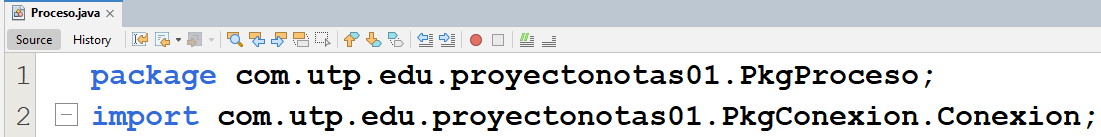 Proceso.java
Source History
1 package com.utp.edu.proyectonotas01.PkgProceso;
2 import com.utp.edu.proyectonotas01.PkgConexion.Conexion;